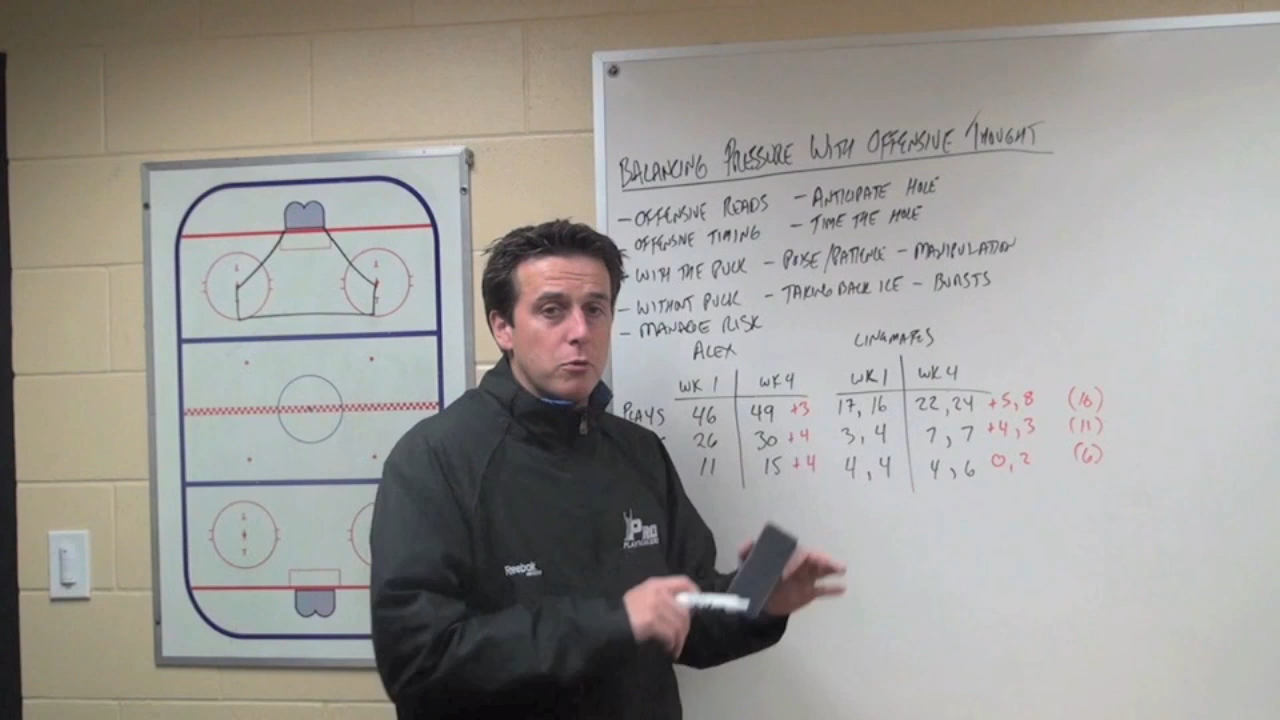 BALANCING PRESSURE WITH OFFENSIVE THOUGHT
- OFFENSIVE READS - ANTICIPATE HOLE
- OFFENSIVE TIMING - TIME THE HOLE
- WITH THE PUCK - POISE/PATIENCE - MANIPULATION
- WITHOUT PUCK - TAKING BACK ICE - BURSTS
- MANAGE RISK
ALEX LINEMATES
WK 1 WK 4 WK 1 WK 4
PLAYS 46 49 +3 17, 16 22, 24 +5, 8 (16)
26 30 +4 3, 4 7, 7 +4, 3 (11)
11 15 +4 4, 4 4, 6 0, 2 (6)
PRO
Reebok